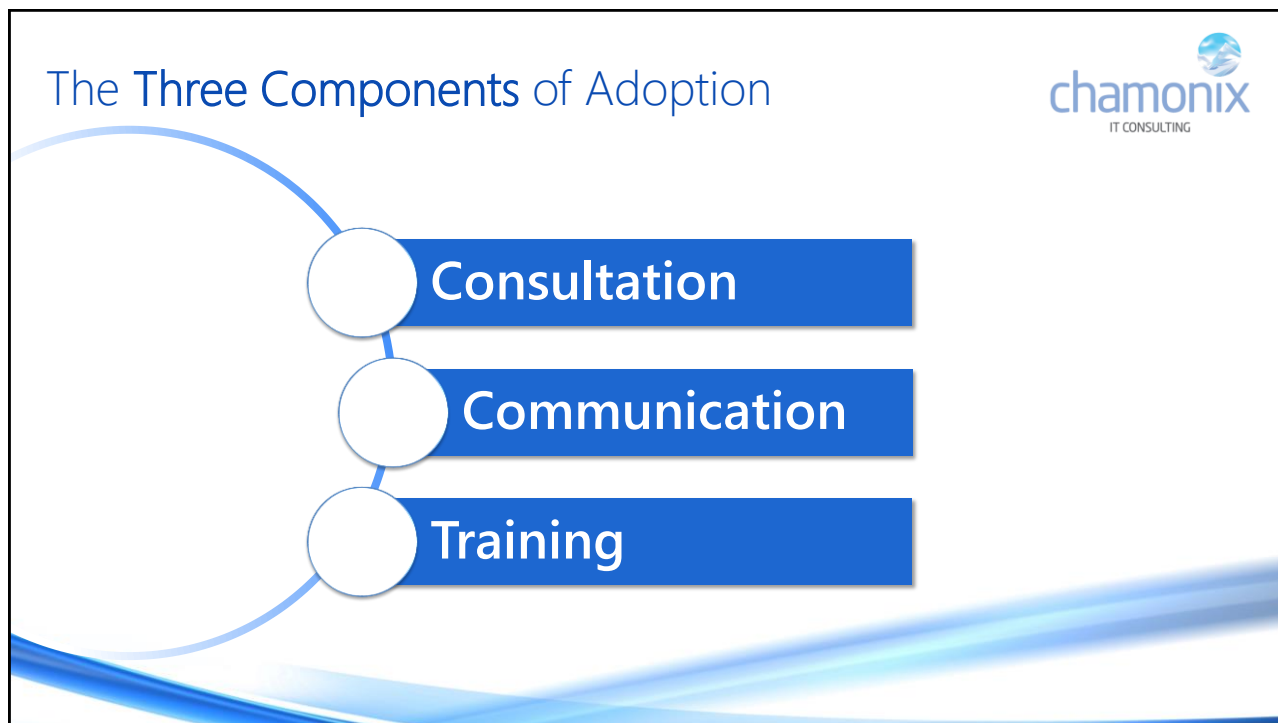 The Three Components of Adoption
chamonix
IT CONSULTING
Consultation
Communication
Training